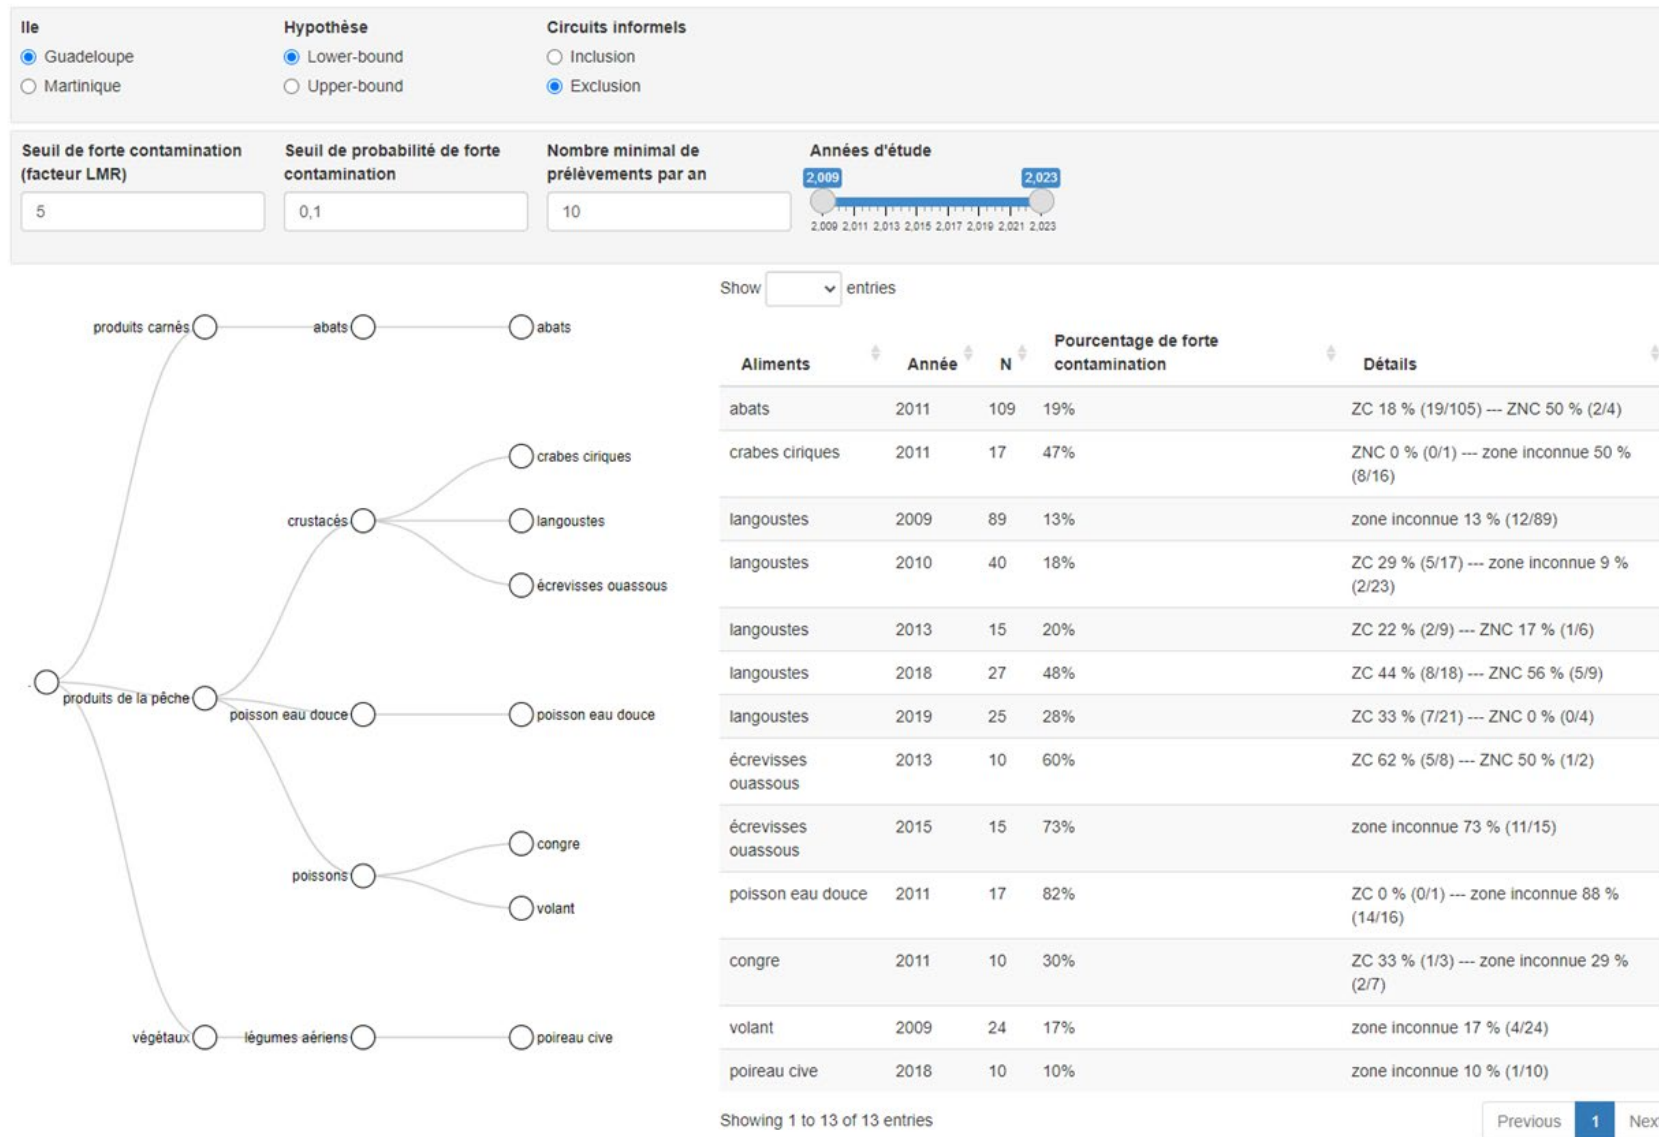 Ile
Guadeloupe
Martinique
Hypothèse
Lower-bound
Upper-bound
Circuits informels
Inclusion
Exclusion
Seuil de forte contamination
(facteur LMR)
5
Seuil de probabilité de forte
contamination
0,1
Nombre minimal de
prélèvements par an
10
Années d'étude
2,009 2,023
2,009 2,011 2,013 2,015 2,017 2,019 2,021 2,023
produits carnés abats abats
crabes ciriques
crustacés langoustes
écrevisses ouassous
.
produits de la pêche
poisson eau douce poisson eau douce
congre
poissons
volant
végétaux légumes aériens poireau cive
Show entries
Aliments Année N Pourcentage de forte
contamination Détails
abats 2011 109 19% ZC 18 % (19/105) --- ZNC 50 % (2/4)
crabes ciriques 2011 17 47% ZNC 0 % (0/1) --- zone inconnue 50 %
(8/16)
langoustes 2009 89 13% zone inconnue 13 % (12/89)
langoustes 2010 40 18% ZC 29 % (5/17) --- zone inconnue 9 %
(2/23)
langoustes 2013 15 20% ZC 22 % (2/9) --- ZNC 17 % (1/6)
langoustes 2018 27 48% ZC 44 % (8/18) --- ZNC 56 % (5/9)
langoustes 2019 25 28% ZC 33 % (7/21) --- ZNC 0 % (0/4)
écrevisses 2013 10 60% ZC 62 % (5/8) --- ZNC 50 % (1/2)
ouassous
écrevisses 2015 15 73% zone inconnue 73 % (11/15)
ouassous
poisson eau douce 2011 17 82% ZC 0 % (0/1) --- zone inconnue 88 %
(14/16)
congre 2011 10 30% ZC 33 % (1/3) --- zone inconnue 29 %
(2/7)
volant 2009 24 17% zone inconnue 17 % (4/24)
poireau cive 2018 10 10% zone inconnue 10 % (1/10)
Showing 1 to 13 of 13 entries
Previous 1 Nex